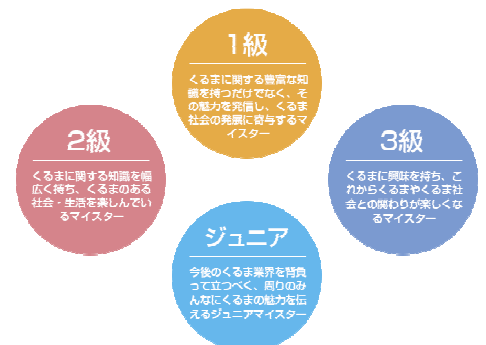 1級
くるまに関する豊富な知
識を持つだけでなく、そ
の魅力を発信し、くるま
社会の発展に寄与するマ
イスター
2級
くるまに関する知識を幅
広く持ち、くるまのある
社会・生活を楽しんでい
るマイスター
3級
くるまに興味を持ち、こ
れからくるまやくるま社
会との関わりが楽しくな
るマイスター
ジュニア
今後のくるま業界を背負
って立つべく、周りのみ
んなにくるまの魅力を伝
えるジュニアマイスター